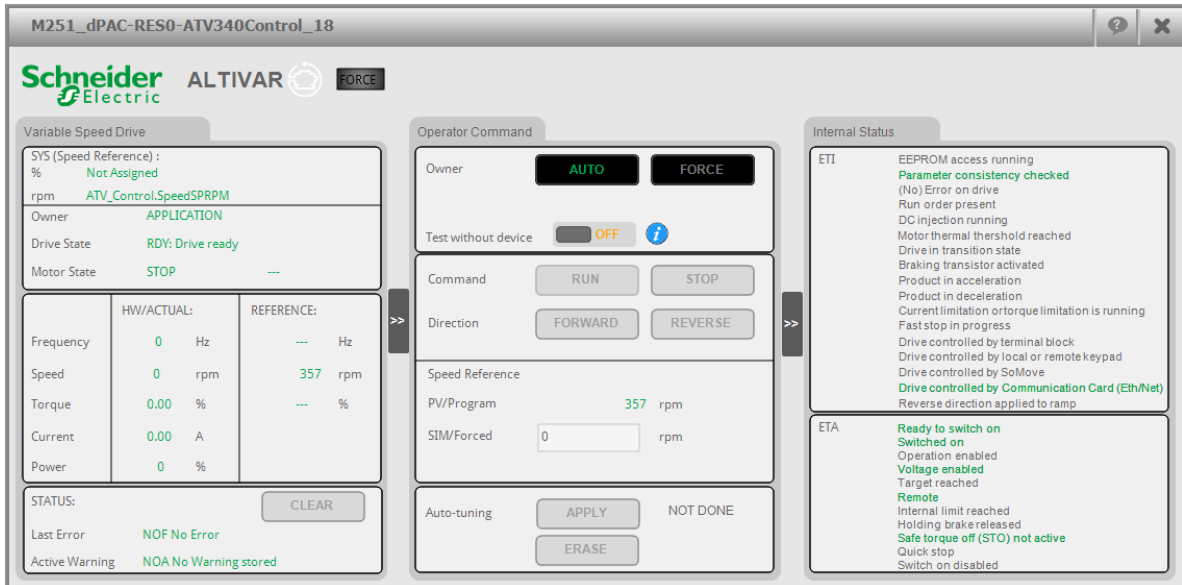 M251_dPAC-RES0-ATV340Control_18
Schneider Electric
ALTIVAR
FORCE
Variable Speed Drive
SYS (Speed Reference) :
% Not Assigned
rpm ATV_Control.SpeedSPRPM
Owner APPLICATION
Drive State RDY: Drive ready
Motor State STOP ---
HW/ACTUAL: REFERENCE:
Frequency 0 Hz --- Hz
Speed 0 rpm 357 rpm
Torque 0.00 % --- %
Current 0.00 A
Power 0 %
STATUS: CLEAR
Last Error NOF No Error
Active Warning NOA No Warning stored
>>
Operator Command
Owner AUTO FORCE
Test without device OFF i
Command RUN STOP
Direction FORWARD REVERSE
Speed Reference
PV/Program 357 rpm
SIM/Forced 0 rpm
Auto-tuning APPLY NOT DONE
ERASE
>>
Internal Status
ETI EEPROM access running
Parameter consistency checked
(No) Error on drive
Run order present
DC injection running
Motor thermal thershold reached
Drive in transition state
Braking transistor activated
Product in acceleration
Product in deceleration
Current limitation or torque limitation is running
Fast stop in progress
Drive controlled by terminal block
Drive controlled by local or remote keypad
Drive controlled by SoMove
Drive controlled by Communication Card (Eth/Net)
Reverse direction applied to ramp
ETA Ready to switch on
Switched on
Operation enabled
Voltage enabled
Target reached
Remote
Internal limit reached
Holding brake released
Safe torque off (STO) not active
Quick stop
Switch on disabled